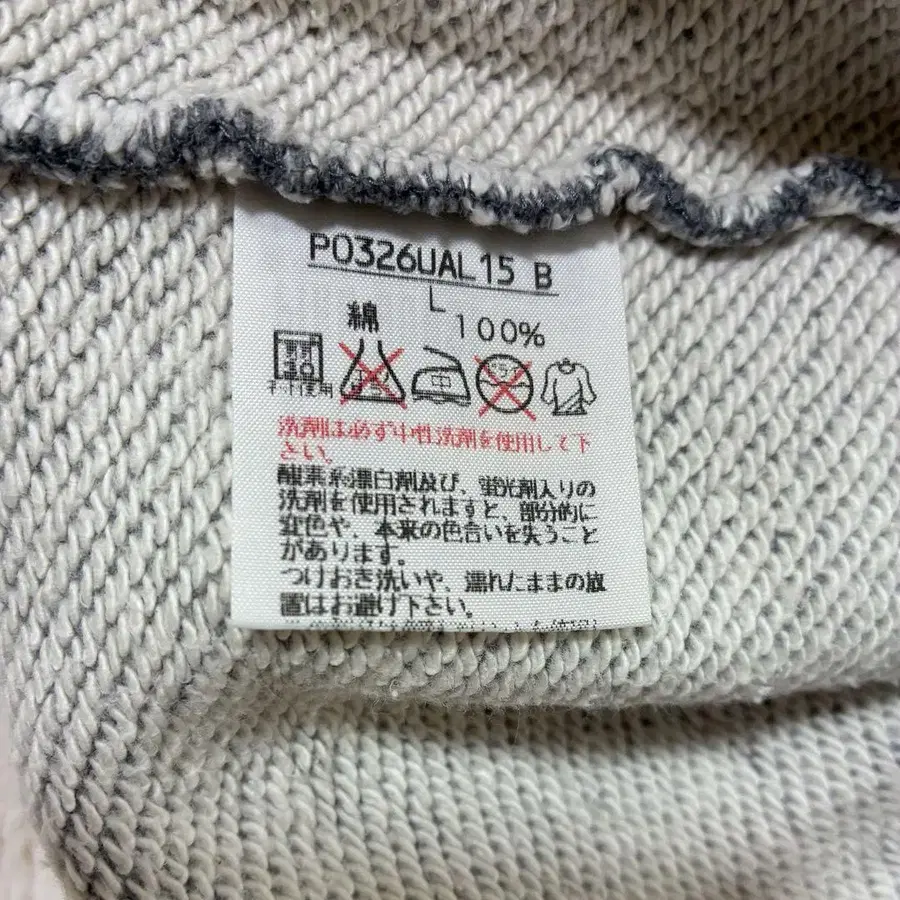 P0326UAL15 B
L
綿 100%
30
ネット使用
ドライ
洗剤は必ず中性洗剤を使用して下
さい。
酸素系漂白剤及び、蛍光剤入りの
洗剤を使用されますと、部分的に
変色や、本来の色合いを失うこと
があります。
つけおき洗いや、濡れたままの放
置はお避け下さい。